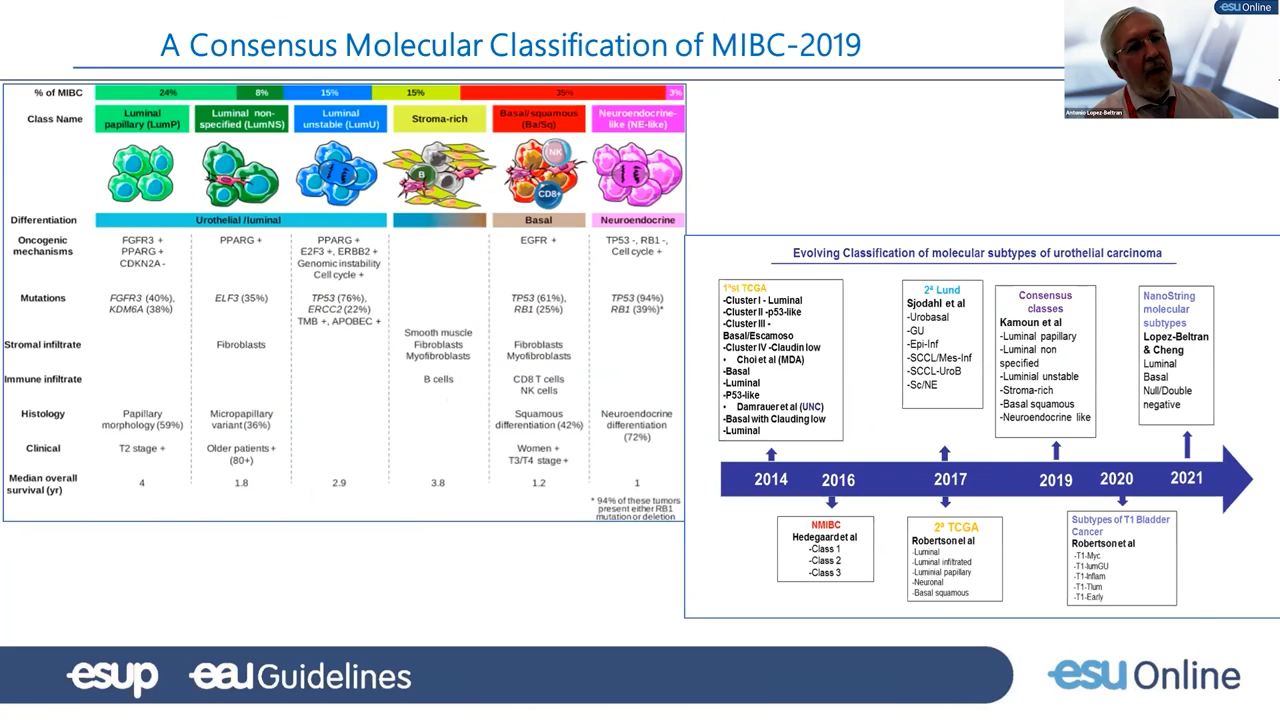 A Consensus Molecular Classification of MIBC-2019
esu Online
Antonio Lopez-Beltran
% of MIBC 24% 8% 15% 15% 35% 3%
Class Name
Luminal
papillary (LumP)
Luminal non-
specified (LumNS)
Luminal
unstable (LumU)
Stroma-rich
Basal/squamous
(Ba/Sq)
Neuroendocrine-
like (NE-like)
B
NK
CD8+
Differentiation Urothelial /luminal Basal Neuroendocrine
Oncogenic
mechanisms
FGFR3 +
PPARG +
CDKN2A -
PPARG +
PPARG +
E2F3 +, ERBB2 +
Genomic instability
Cell cycle +
EGFR +
TP53 -, RB1 -,
Cell cycle +
Mutations
FGFR3 (40%),
KDM6A (38%)
ELF3 (35%)
TP53 (76%),
ERCC2 (22%)
TMB +, APOBEC +
TP53 (61%),
RB1 (25%)
TP53 (94%)
RB1 (39%)*
Stromal infiltrate
Fibroblasts
Smooth muscle
Fibroblasts
Myofibroblasts
Fibroblasts
Myofibroblasts
Immune infiltrate
B cells
CD8 T cells
NK cells
Histology
Papillary
morphology (59%)
Micropapillary
variant (36%)
Squamous
differentiation (42%)
Neuroendocrine
differentiation
(72%)
Clinical
T2 stage +
Older patients +
(80+)
Women +
T3/T4 stage +
Median overall
survival (yr)
4 1.8 2.9 3.8 1.2 1
* 94% of these tumors
present either RB1
mutation or deletion
Evolving Classification of molecular subtypes of urothelial carcinoma
1ªst TCGA
-Cluster I - Luminal
-Cluster II -p53-like
-Cluster III -
Basal/Escamoso
-Cluster IV -Claudin low
• Choi et al (MDA)
-Basal
-Luminal
-P53-like
• Damrauer et al (UNC)
-Basal with Clauding low
-Luminal
2ª Lund
Sjodahl et al
-Urobasal
-GU
-Epi-Inf
-SCCL/Mes-Inf
-SCCL-UroB
-Sc/NE
Consensus
classes
Kamoun et al
-Luminal papillary
-Luminal non
specified
-Luminial unstable
-Stroma-rich
-Basal squamous
-Neuroendocrine like
NanoString
molecular
subtypes
Lopez-Beltran
& Cheng
Luminal
Basal
Null/Double
negative
2014 2016 2017 2019 2020 2021
NMIBC
Hedegaard et al
-Class 1
-Class 2
-Class 3
2ª TCGA
Robertson et al
-Luminal
-Luminal infiltrated
-Luminial papillary
-Neuronal
-Basal squamous
Subtypes of T1 Bladder
Cancer
Robertson et al
-T1-Myc
-T1-lumGU
-T1-Inflam
-T1-Tlum
-T1-Early
esup eau Guidelines
esu Online